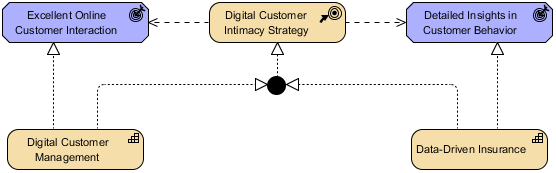 Excellent Online
Customer Interaction
Digital Customer
Intimacy Strategy
Detailed Insights in
Customer Behavior
Digital Customer
Management
Data-Driven Insurance